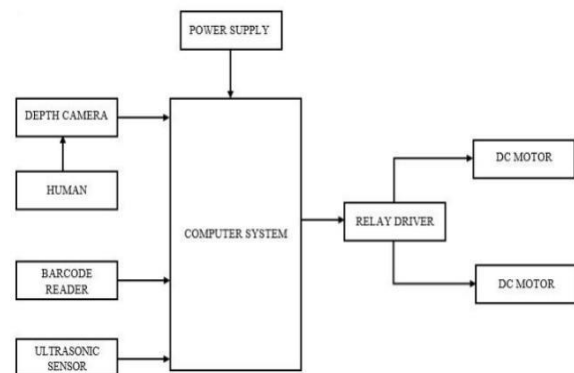 POWER SUPPLY
DEPTH CAMERA
HUMAN
BARCODE
READER
ULTRASONIC
SENSOR
COMPUTER SYSTEM
RELAY DRIVER
DC MOTOR
DC MOTOR